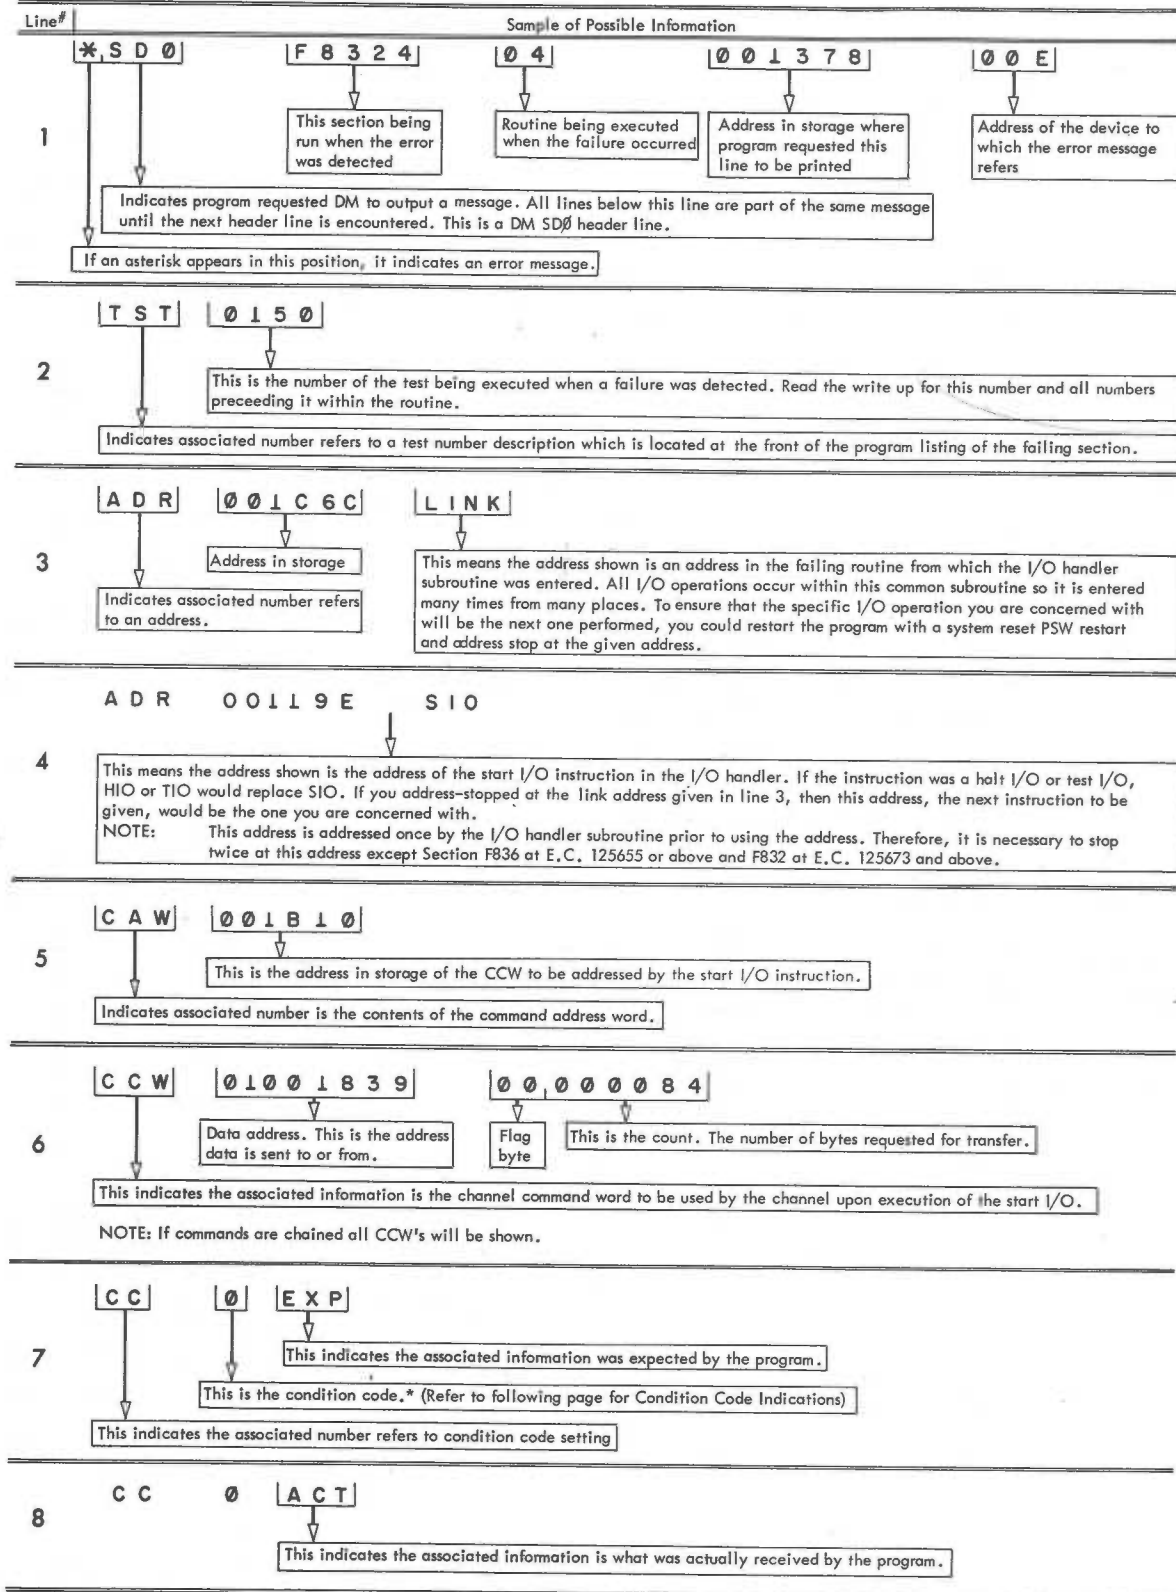 Line# Sample of Possible Information
*,SDØ F8324 Ø4 ØØ1378 ØØE
1
This section being
run when the error
was detected
Routine being executed
when the failure occurred
Address in storage where
program requested this
line to be printed
Address of the device to
which the error message
refers
Indicates program requested DM to output a message. All lines below this line are part of the same message
until the next header line is encountered. This is a DM SDØ header line.
If an asterisk appears in this position, it indicates an error message.
TST Ø15Ø
2
This is the number of the test being executed when a failure was detected. Read the write up for this number and all numbers
preceeding it within the routine.
Indicates associated number refers to a test number description which is located at the front of the program listing of the failing section.
ADR ØØ1C6C LINK
3
Address in storage
Indicates associated number refers
to an address.
This means the address shown is an address in the failing routine from which the I/O handler
subroutine was entered. All I/O operations occur within this common subroutine so it is entered
many times from many places. To ensure that the specific I/O operation you are concerned with
will be the next one performed, you could restart the program with a system reset PSW restart
and address stop at the given address.
ADR 00119E SIO
4
This means the address shown is the address of the start I/O instruction in the I/O handler. If the instruction was a halt I/O or test I/O,
HIO or TIO would replace SIO. If you address-stopped at the link address given in line 3, then this address, the next instruction to be
given, would be the one you are concerned with.
NOTE: This address is addressed once by the I/O handler subroutine prior to using the address. Therefore, it is necessary to stop
twice at this address except Section F836 at E.C. 125655 or above and F832 at E.C. 125673 and above.
CAW ØØ1B1Ø
5
This is the address in storage of the CCW to be addressed by the start I/O instruction.
Indicates associated number is the contents of the command address word.
CCW Ø1ØØ1839 ØØ,ØØØØ84
6
Data address. This is the address
data is sent to or from.
Flag
byte
This is the count. The number of bytes requested for transfer.
This indicates the associated information is the channel command word to be used by the channel upon execution of the start I/O.
NOTE: If commands are chained all CCW's will be shown.
CC Ø EXP
7
This indicates the associated information was expected by the program.
This is the condition code.* (Refer to following page for Condition Code Indications)
This indicates the associated number refers to condition code setting
CC Ø ACT
8
This indicates the associated information is what was actually received by the program.